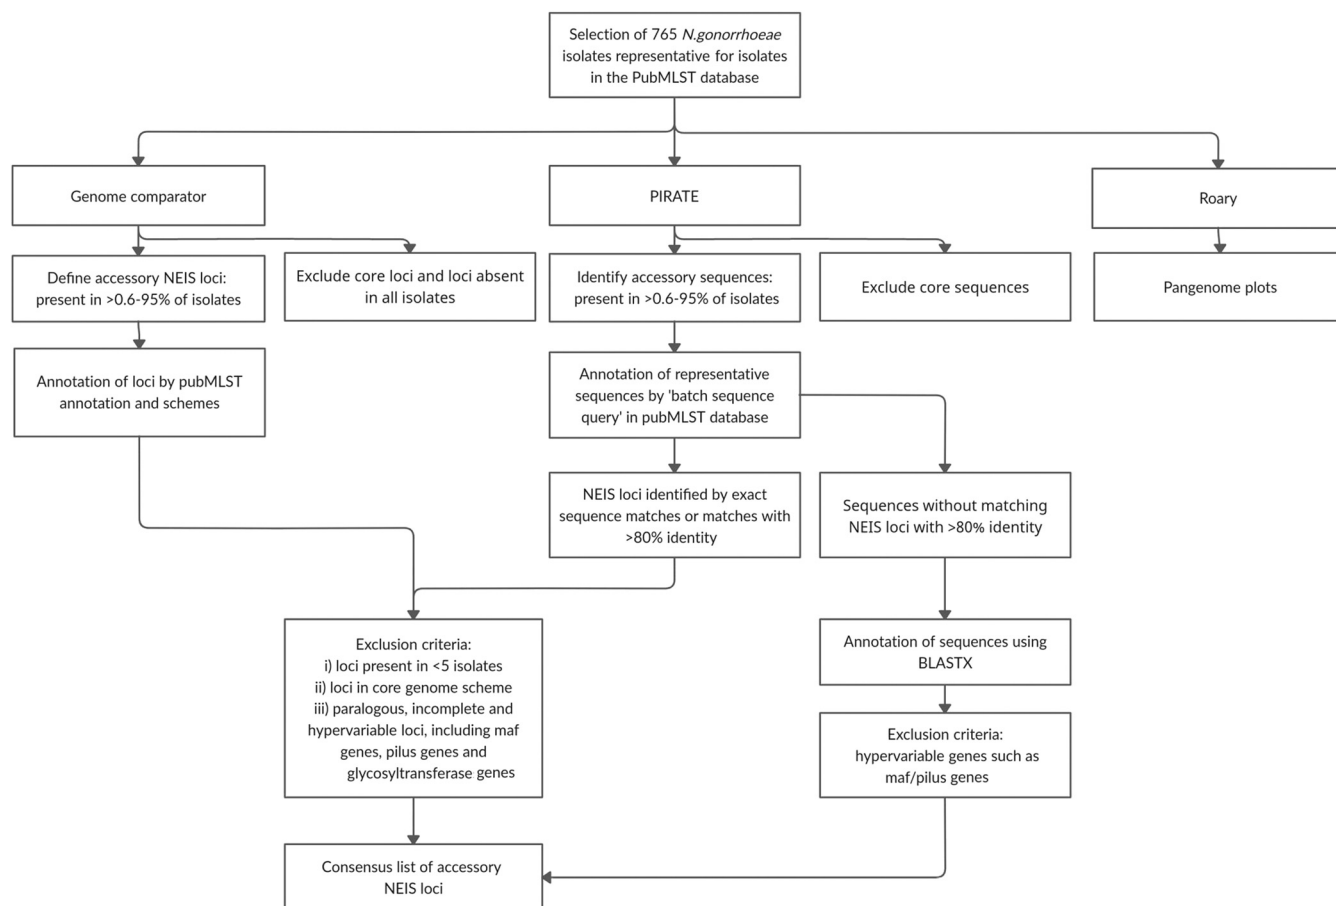 Selection of 765 N.gonorrhoeae
isolates representative for isolates
in the PubMLST database
Genome comparator
PIRATE
Roary
Define accessory NEIS loci:
present in >0.6-95% of isolates
Exclude core loci and loci absent
in all isolates
Identify accessory sequences:
present in >0.6-95% of isolates
Exclude core sequences
Pangenome plots
Annotation of loci by pubMLST
annotation and schemes
Annotation of representative
sequences by 'batch sequence
query' in pubMLST database
NEIS loci identified by exact
sequence matches or matches with
>80% identity
Sequences without matching
NEIS loci with >80% identity
Exclusion criteria:
i) loci present in <5 isolates
ii) loci in core genome scheme
iii) paralogous, incomplete and
hypervariable loci, including maf
genes, pilus genes and
glycosyltransferase genes
Annotation of sequences using
BLASTX
Exclusion criteria:
hypervariable genes such as
maf/pilus genes
Consensus list of accessory
NEIS loci